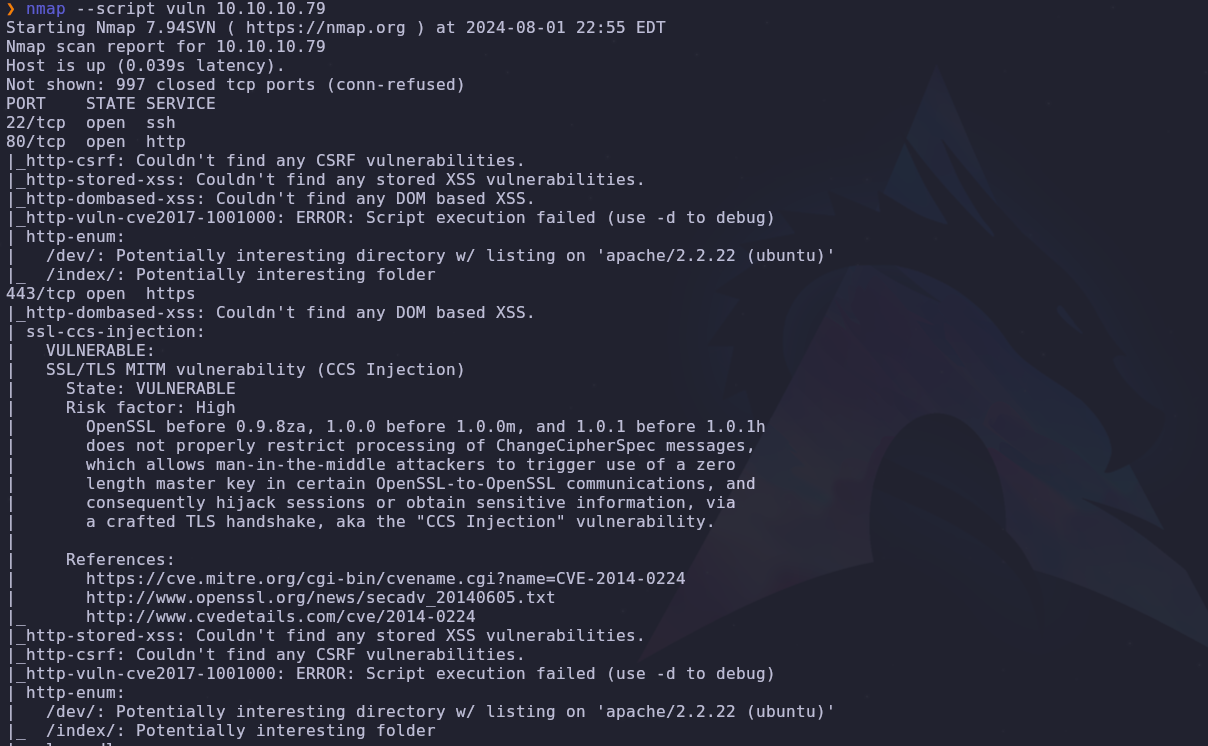 ❯ nmap --script vuln 10.10.10.79
Starting Nmap 7.94SVN ( https://nmap.org ) at 2024-08-01 22:55 EDT
Nmap scan report for 10.10.10.79
Host is up (0.039s latency).
Not shown: 997 closed tcp ports (conn-refused)
PORT    STATE SERVICE
22/tcp  open  ssh
80/tcp  open  http
|_http-csrf: Couldn't find any CSRF vulnerabilities.
|_http-stored-xss: Couldn't find any stored XSS vulnerabilities.
|_http-dombased-xss: Couldn't find any DOM based XSS.
|_http-vuln-cve2017-1001000: ERROR: Script execution failed (use -d to debug)
| http-enum:
|   /dev/: Potentially interesting directory w/ listing on 'apache/2.2.22 (ubuntu)'
|_  /index/: Potentially interesting folder
443/tcp open  https
|_http-dombased-xss: Couldn't find any DOM based XSS.
| ssl-ccs-injection:
|   VULNERABLE:
|   SSL/TLS MITM vulnerability (CCS Injection)
|     State: VULNERABLE
|     Risk factor: High
|       OpenSSL before 0.9.8za, 1.0.0 before 1.0.0m, and 1.0.1 before 1.0.1h
|       does not properly restrict processing of ChangeCipherSpec messages,
|       which allows man-in-the-middle attackers to trigger use of a zero
|       length master key in certain OpenSSL-to-OpenSSL communications, and
|       consequently hijack sessions or obtain sensitive information, via
|       a crafted TLS handshake, aka the "CCS Injection" vulnerability.
|
|     References:
|       https://cve.mitre.org/cgi-bin/cvename.cgi?name=CVE-2014-0224
|       http://www.openssl.org/news/secadv_20140605.txt
|_      http://www.cvedetails.com/cve/2014-0224
|_http-stored-xss: Couldn't find any stored XSS vulnerabilities.
|_http-csrf: Couldn't find any CSRF vulnerabilities.
|_http-vuln-cve2017-1001000: ERROR: Script execution failed (use -d to debug)
| http-enum:
|   /dev/: Potentially interesting directory w/ listing on 'apache/2.2.22 (ubuntu)'
|_  /index/: Potentially interesting folder